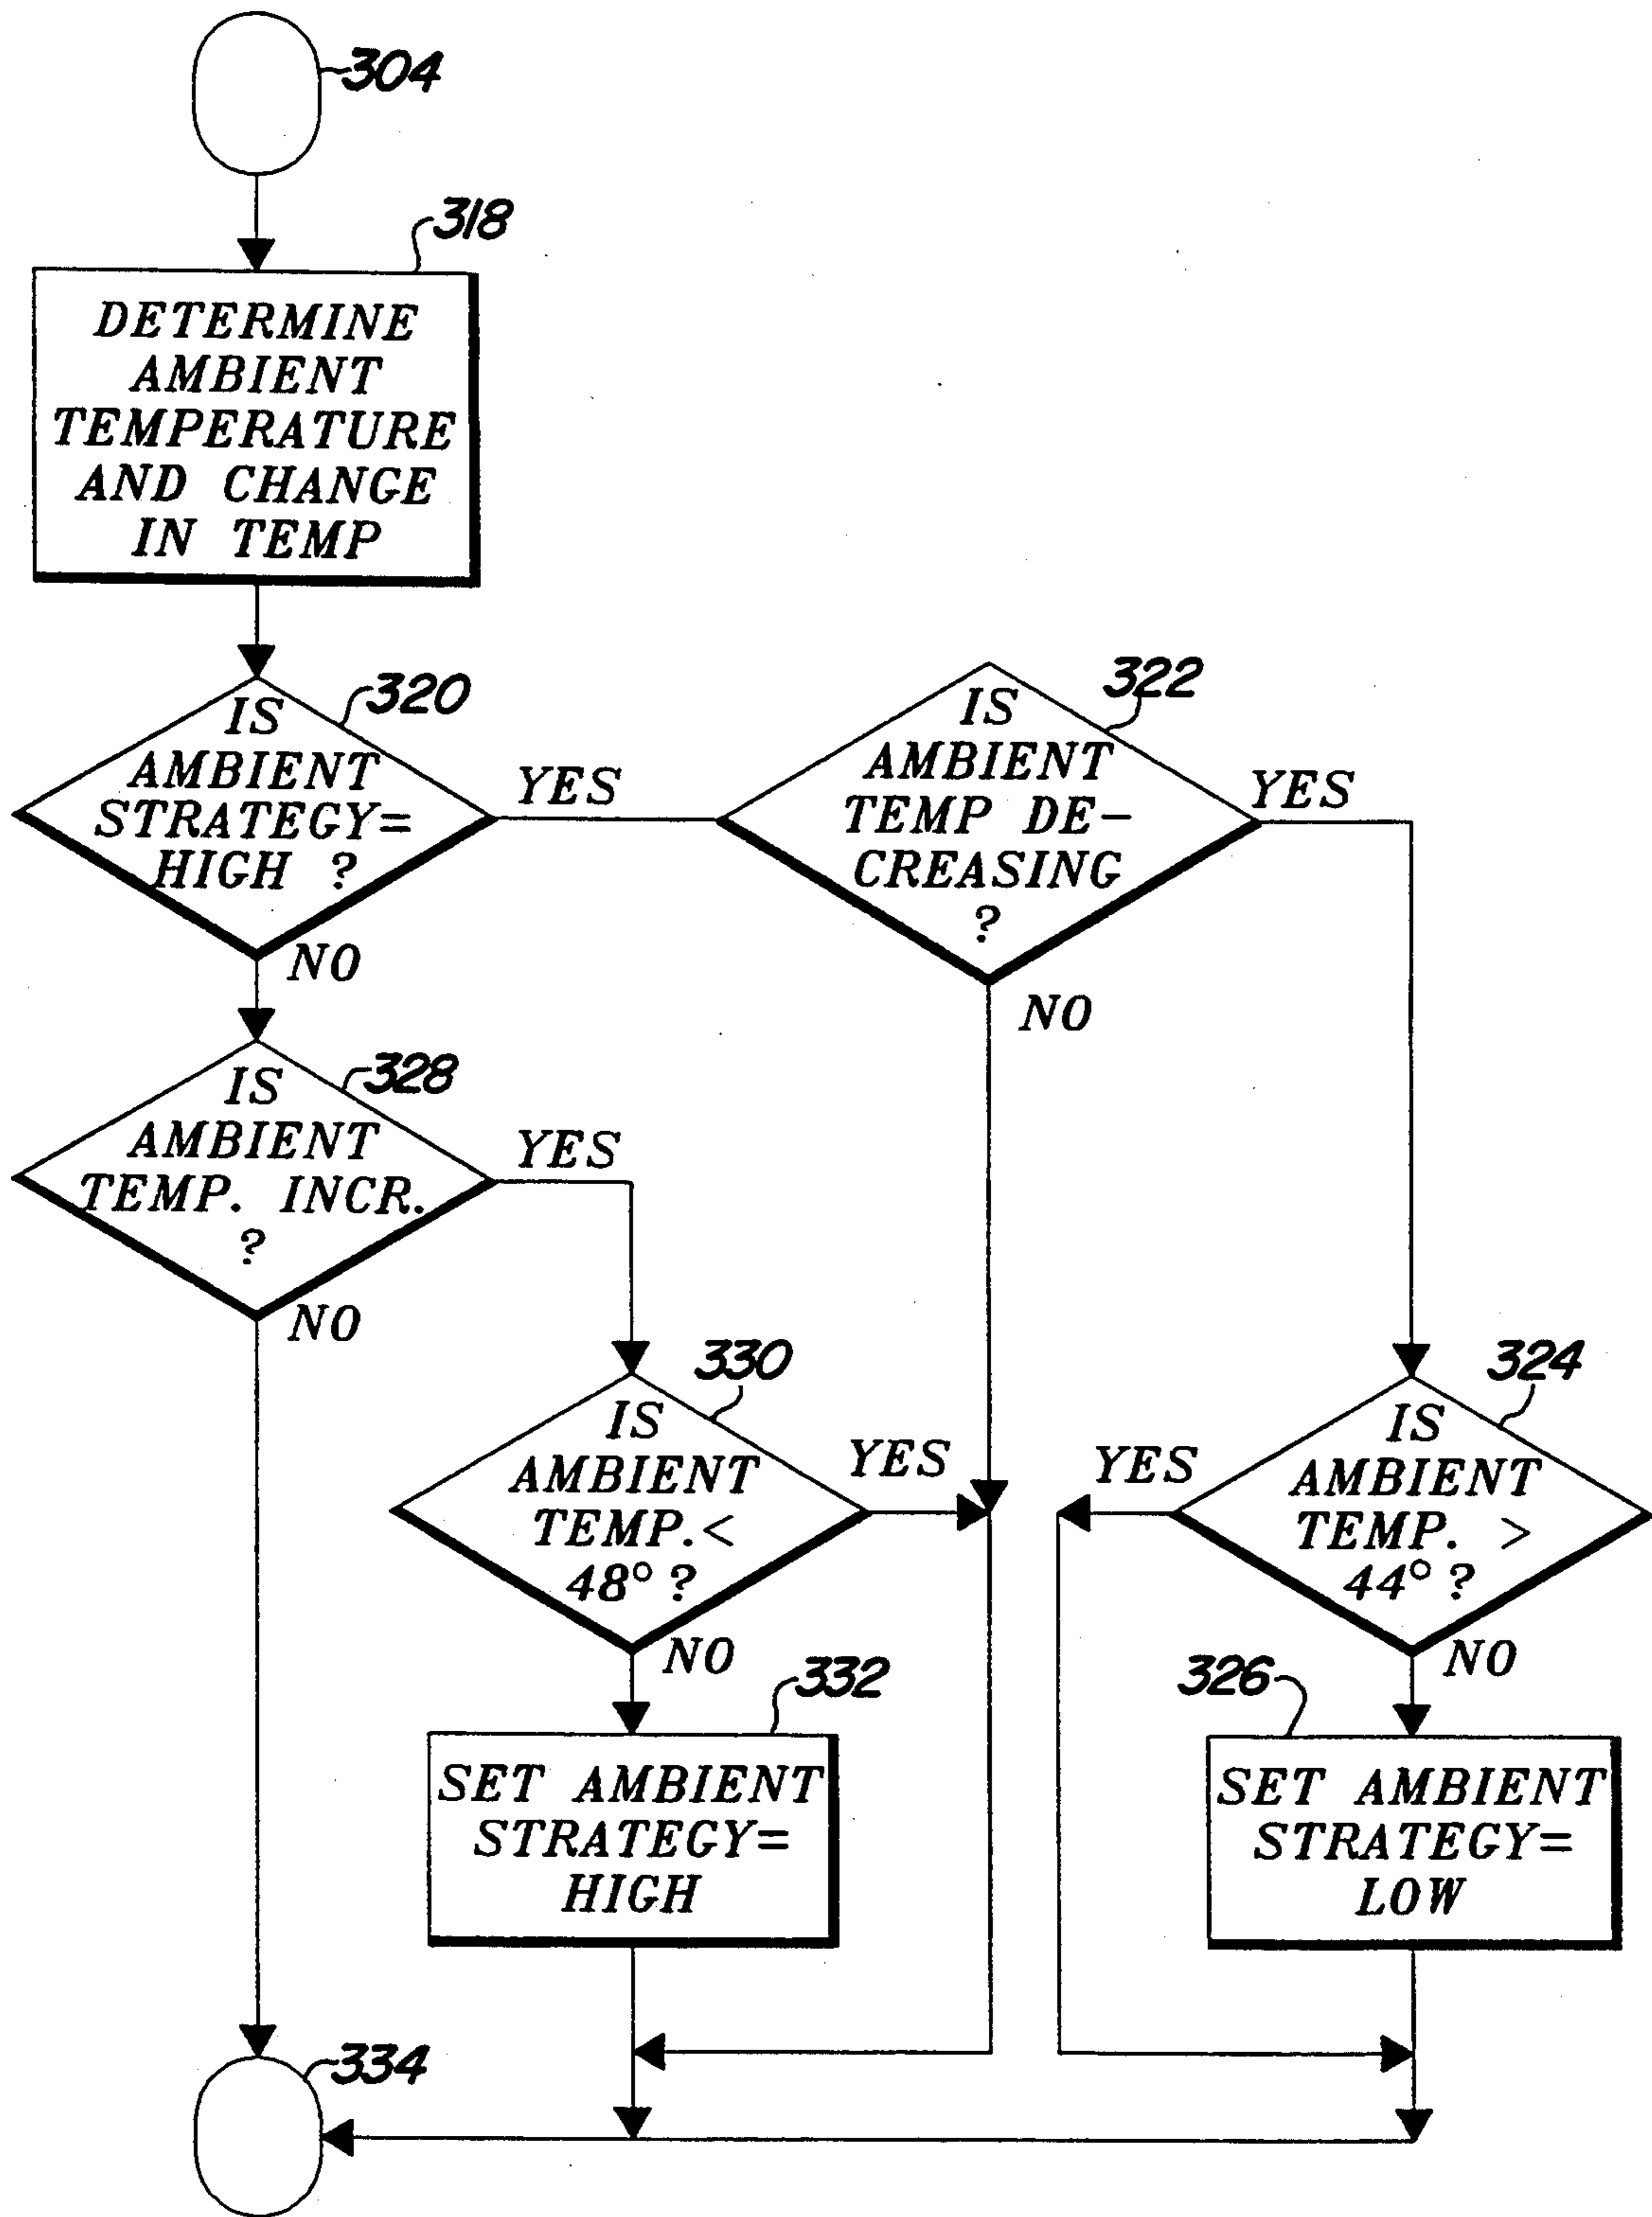 304
318
DETERMINE
AMBIENT
TEMPERATURE
AND CHANGE
IN TEMP
320
IS
AMBIENT
STRATEGY=
HIGH ?
YES
NO
322
IS
AMBIENT
TEMP DE-
CREASING
?
YES
NO
328
IS
AMBIENT
TEMP. INCR.
?
YES
NO
330
IS
AMBIENT
TEMP.<
48° ?
YES
NO
324
IS
AMBIENT
TEMP. >
44° ?
YES
NO
332
SET AMBIENT
STRATEGY=
HIGH
326
SET AMBIENT
STRATEGY=
LOW
334